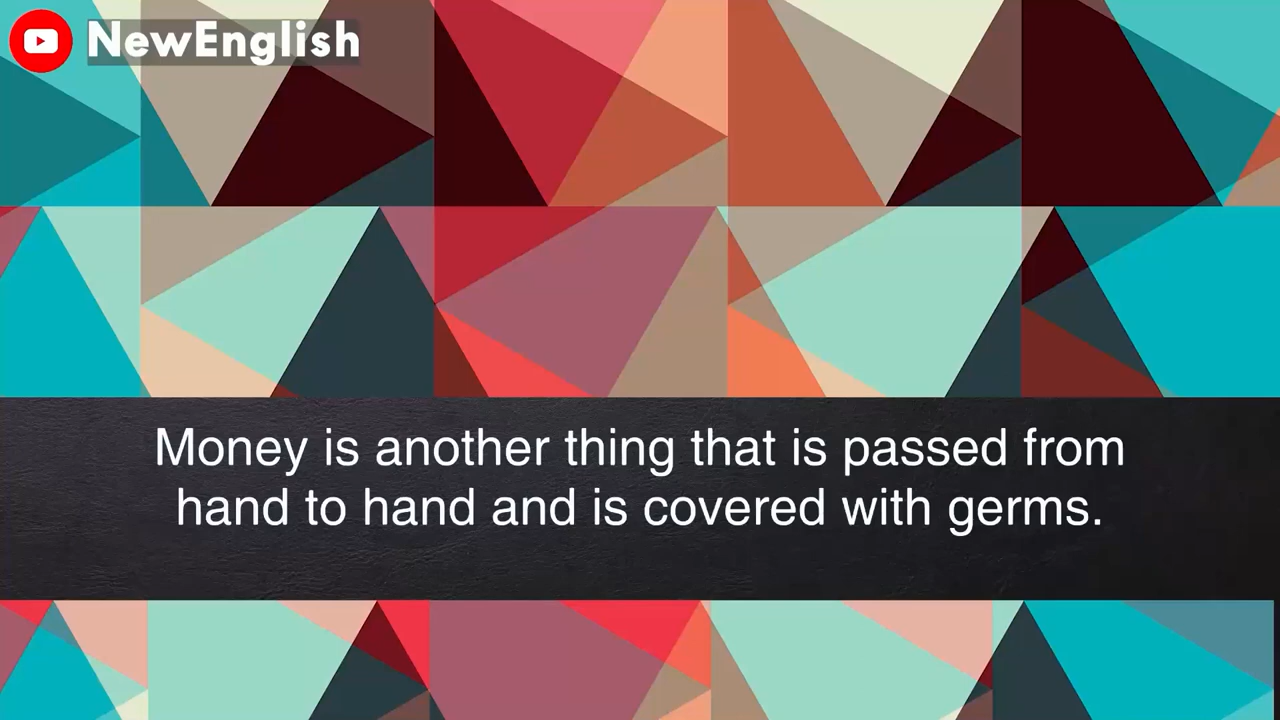 NewEnglish
Money is another thing that is passed from
hand to hand and is covered with germs.